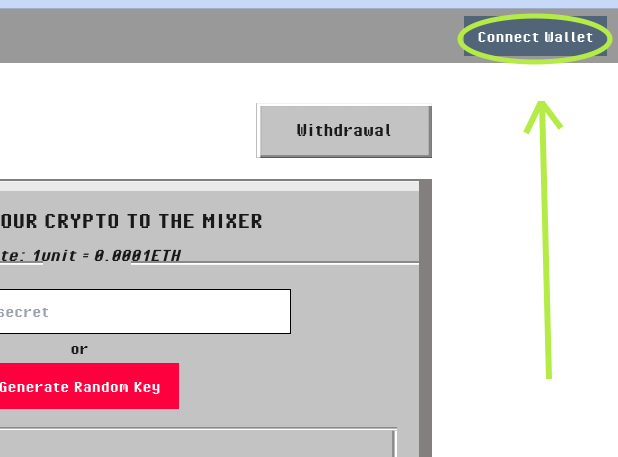 Connect Wallet
Withdrawal
OUR CRYPTO TO THE MIXER
te: 1unit = 0.0001ETH
secret
or
Generate Random Key